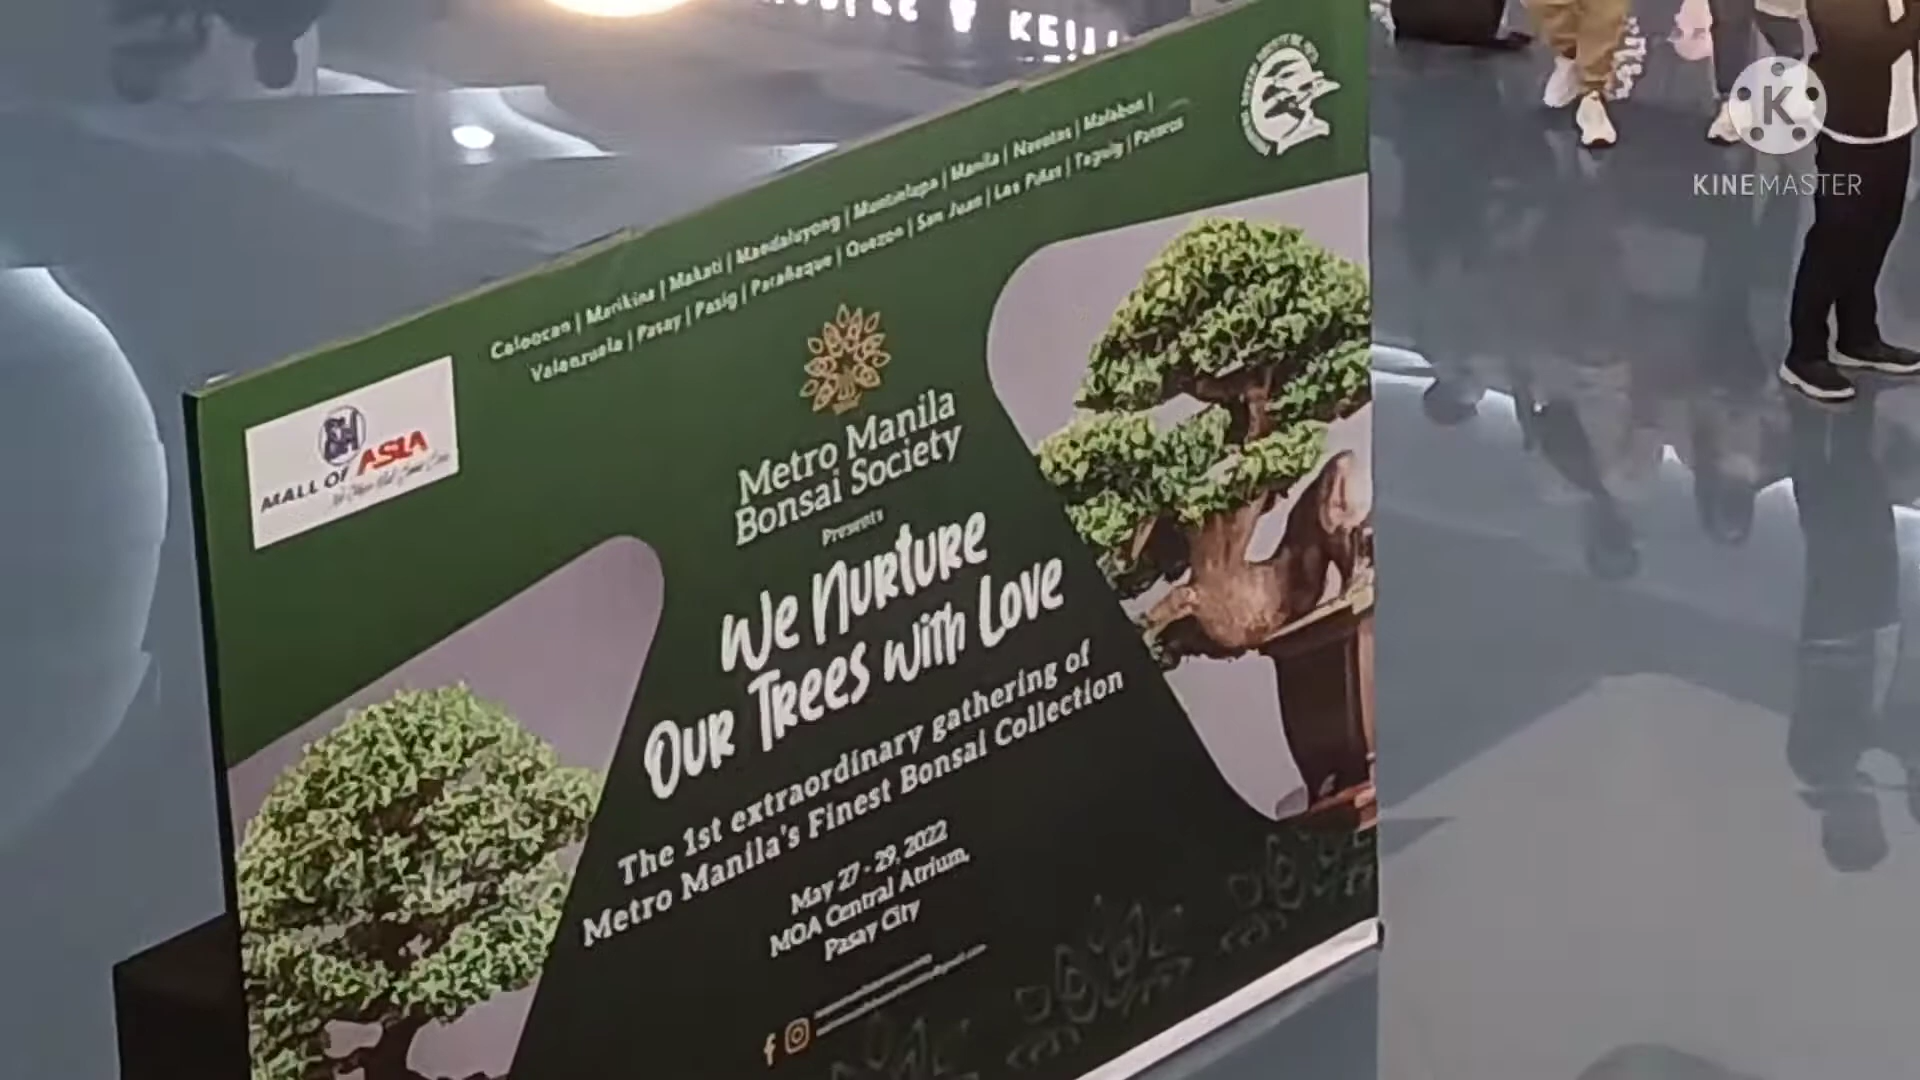 KINEMASTER
Caloocan | Marikina | Makati | Mandaluyong | Muntinlupa | Manila | Navotas | Malabon |
Valenzuela | Pasay | Pasig | Parañaque | Quezon | San Juan | Las Piñas | Taguig | Pateros
SM
MALL OF ASIA
Metro Manila
Bonsai Society
Presents
We Nurture
Our Trees with Love
The 1st extraordinary gathering of
Metro Manila's Finest Bonsai Collection
May 27 - 29, 2022
MOA Central Atrium,
Pasay City